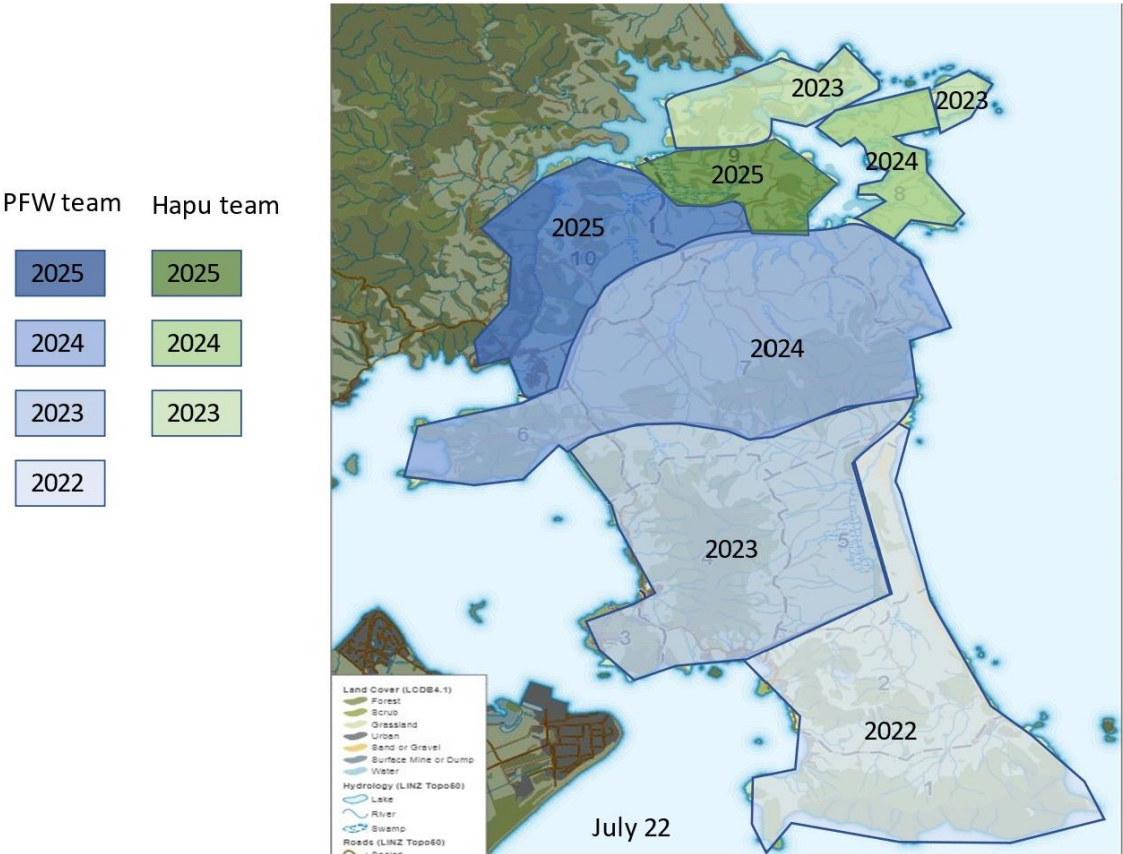 PFW team
2025
2024
2023
2022
Hapu team
2025
2024
2023
2023
2023
2024
8
9
2025
2025
10
2024
7
6
2023
4
5
3
2
2022
1
July 22
Land Cover (LCDB4.1)
Forest
Scrub
Grassland
Urban
Sand or Gravel
Surface Mine or Dump
Water
Hydrology (LINZ Topo50)
Lake
River
Swamp
Roads (LINZ Topo50)